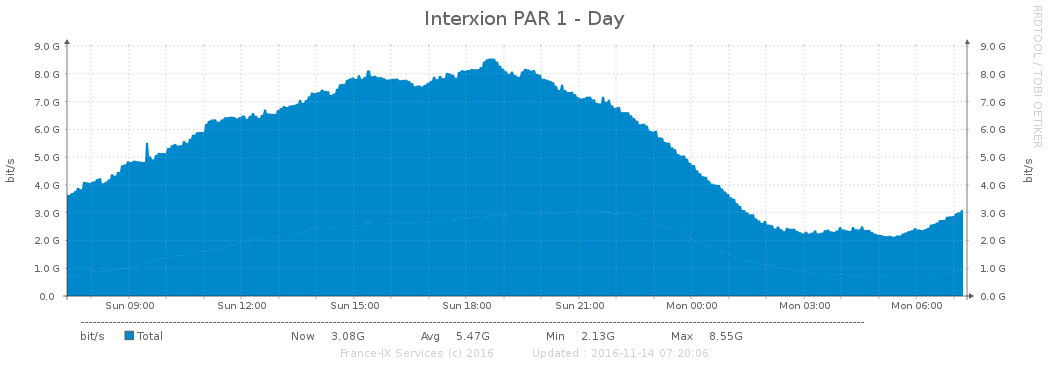 Interxion PAR 1 - Day
RRDTOOL / TOBI OETIKER
9.0 G 9.0 G
8.0 G 8.0 G
7.0 G 7.0 G
6.0 G 6.0 G
5.0 G 5.0 G
4.0 G 4.0 G
3.0 G 3.0 G
2.0 G 2.0 G
1.0 G 1.0 G
0.0 0.0 G
bit/s bit/s
Sun 09:00 Sun 12:00 Sun 15:00 Sun 18:00 Sun 21:00 Mon 00:00 Mon 03:00 Mon 06:00
bit/s Total Now 3.08G Avg 5.47G Min 2.13G Max 8.55G
France-IX Services (c) 2016 Updated : 2016-11-14 07:20:06